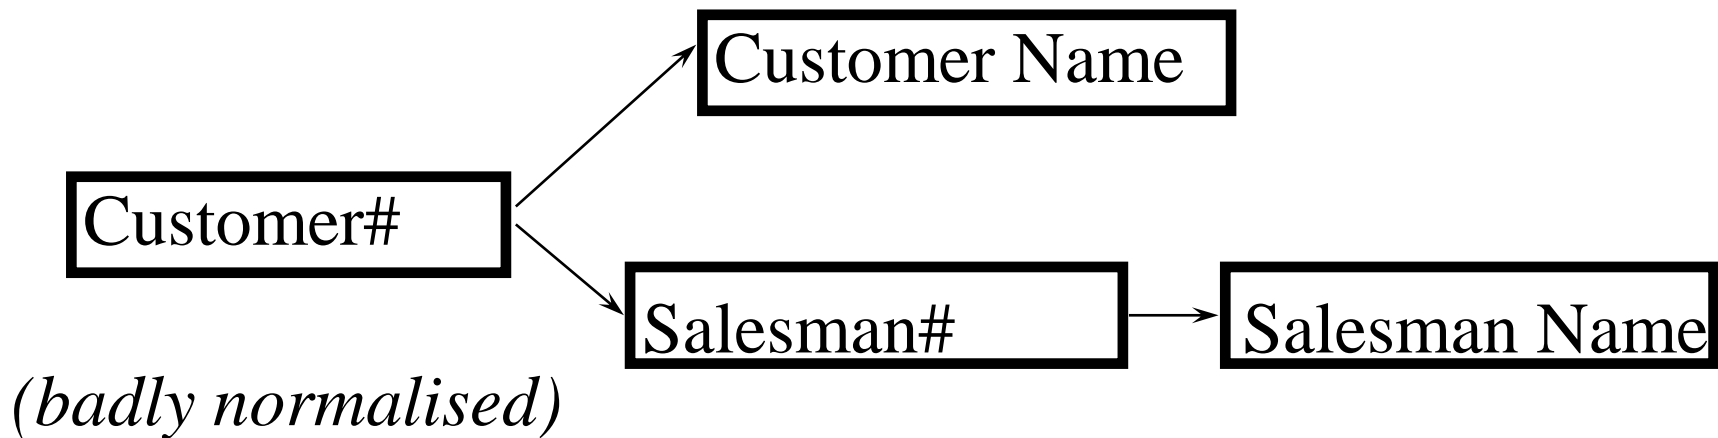 Customer Name
Customer#
Salesman#
Salesman Name
(badly normalised)